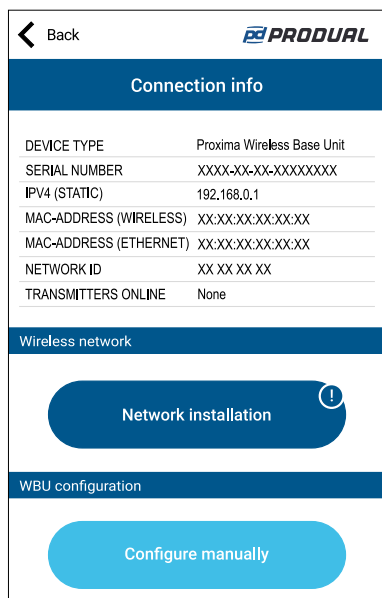 Back
pd PRODUAL
Connection info
DEVICE TYPE Proxima Wireless Base Unit
SERIAL NUMBER XXXX-XX-XX-XXXXXXXX
IPV4 (STATIC) 192.168.0.1
MAC-ADDRESS (WIRELESS) XX:XX:XX:XX:XX:XX
MAC-ADDRESS (ETHERNET) XX:XX:XX:XX:XX:XX
NETWORK ID XX XX XX XX
TRANSMITTERS ONLINE None
Wireless network
!
Network installation
WBU configuration
Configure manually